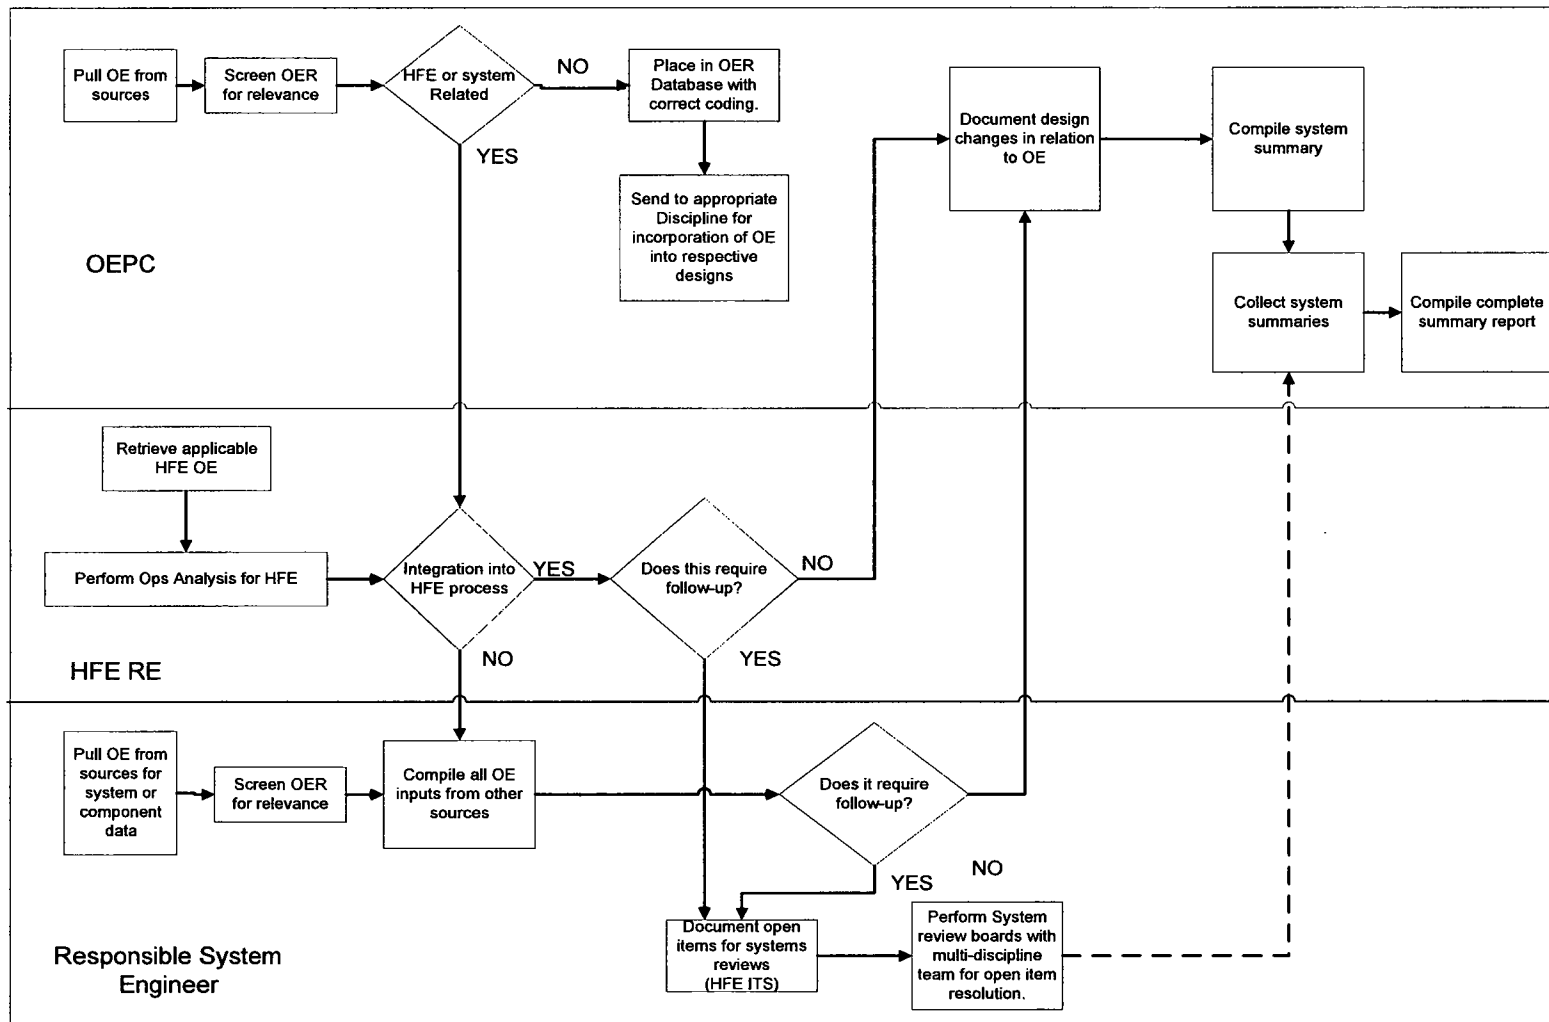 Pull OE from
sources
Screen OER
for relevance
HFE or system
Related
NO
YES
Place in OER
Database with
correct coding.
Send to appropriate
Discipline for
incorporation of OE
into respective
designs
Document design
changes in relation
to OE
Compile system
summary
Collect system
summaries
Compile complete
summary report
OEPC
Retrieve applicable
HFE OE
Perform Ops Analysis for HFE
Integration into
HFE process
YES
NO
Does this require
follow-up?
NO
YES
HFE RE
Pull OE from
sources for
system or
component
data
Screen OER
for relevance
Compile all OE
inputs from other
sources
Does it require
follow-up?
YES
NO
Document open
items for systems
reviews
(HFE ITS)
Perform System
review boards with
multi-discipline
team for open item
resolution.
Responsible System
Engineer